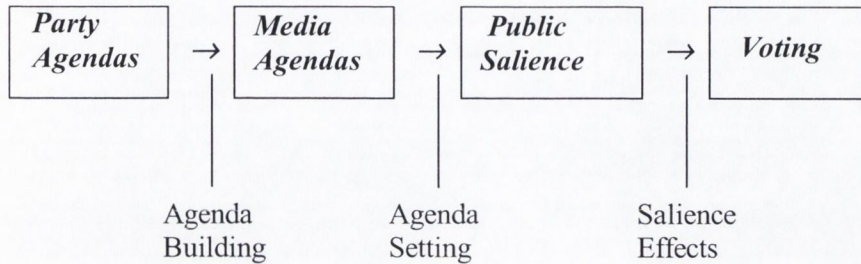 Party
Agendas
→
Media
Agendas
→
Public
Salience
→
Voting
Agenda
Building
Agenda
Setting
Salience
Effects